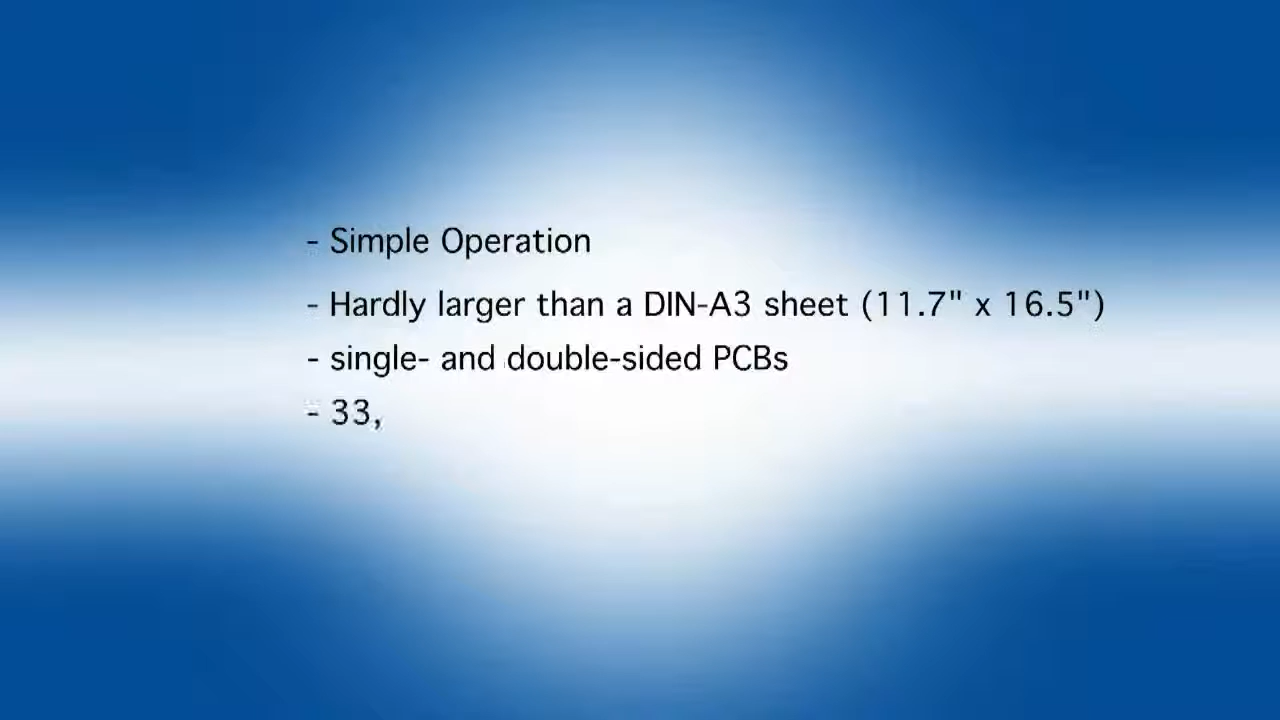 - Simple Operation
- Hardly larger than a DIN-A3 sheet (11.7" x 16.5")
- single- and double-sided PCBs
- 33,